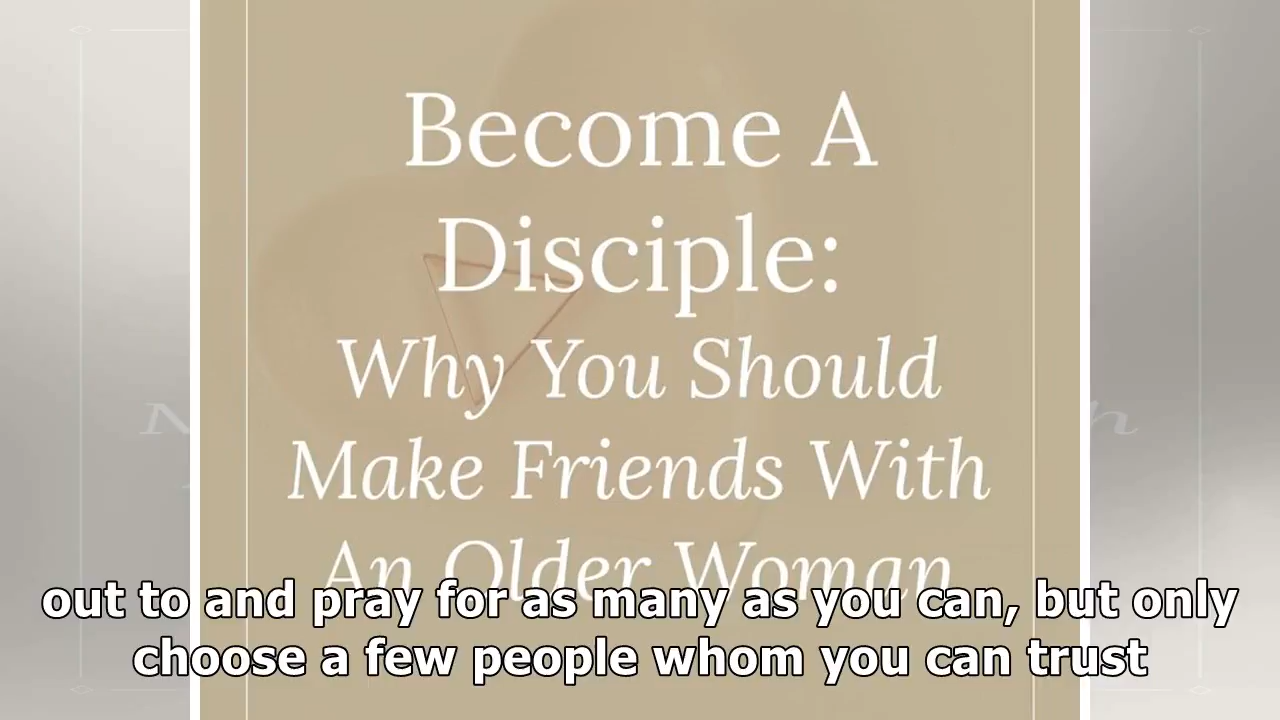 Become A
Disciple:
Why You Should
Make Friends With
An Older Woman
out to and pray for as many as you can, but only
choose a few people whom you can trust